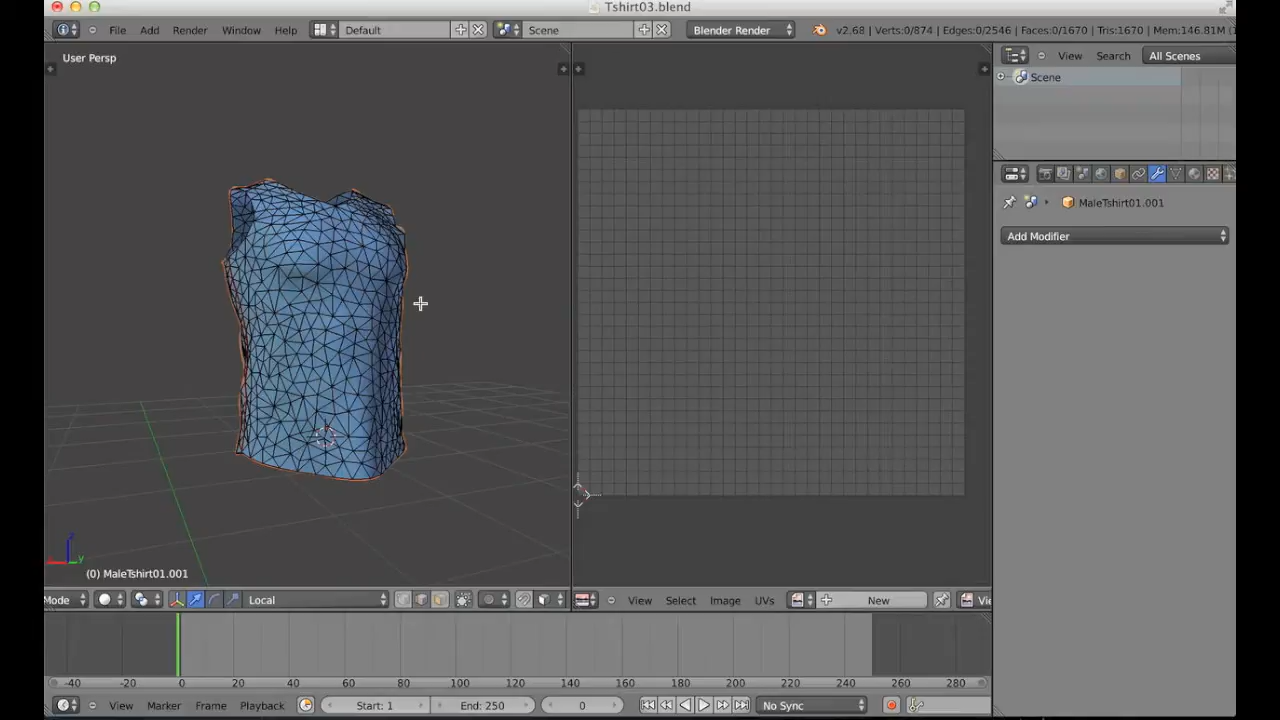 Tshirt03.blend
File Add Render Window Help Default Scene Blender Render v2.68 | Verts:0/874 | Edges:0/2546 | Faces:0/1670 | Tris:1670 | Mem:146.81M
User Persp
View Search All Scenes
Scene
MaleTshirt01.001
Add Modifier
z
y
(0) MaleTshirt01.001
Mode Local
View Select Image UVs New Vi
-40 -20 0 20 40 60 80 100 120 140 160 180 200 220 240 260 280
View Marker Frame Playback Start: 1 End: 250 0 No Sync